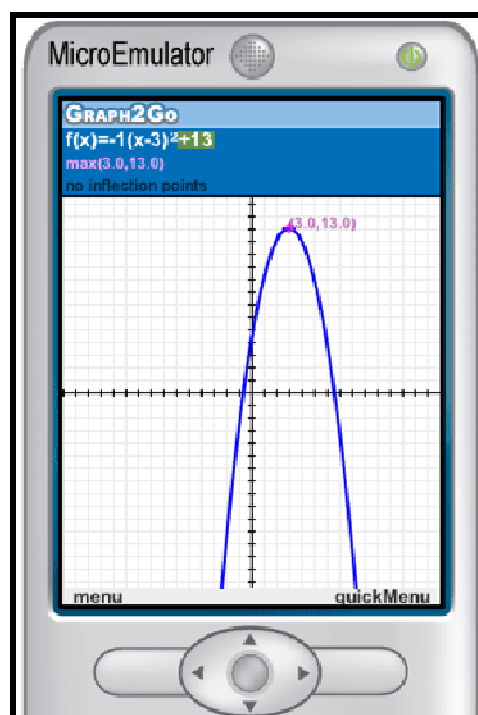 MicroEmulator
GRAPH2GO
f(x)=-1(x-3)²+13
max(3.0,13.0)
no inflection points
(3.0,13.0)
menu quickMenu